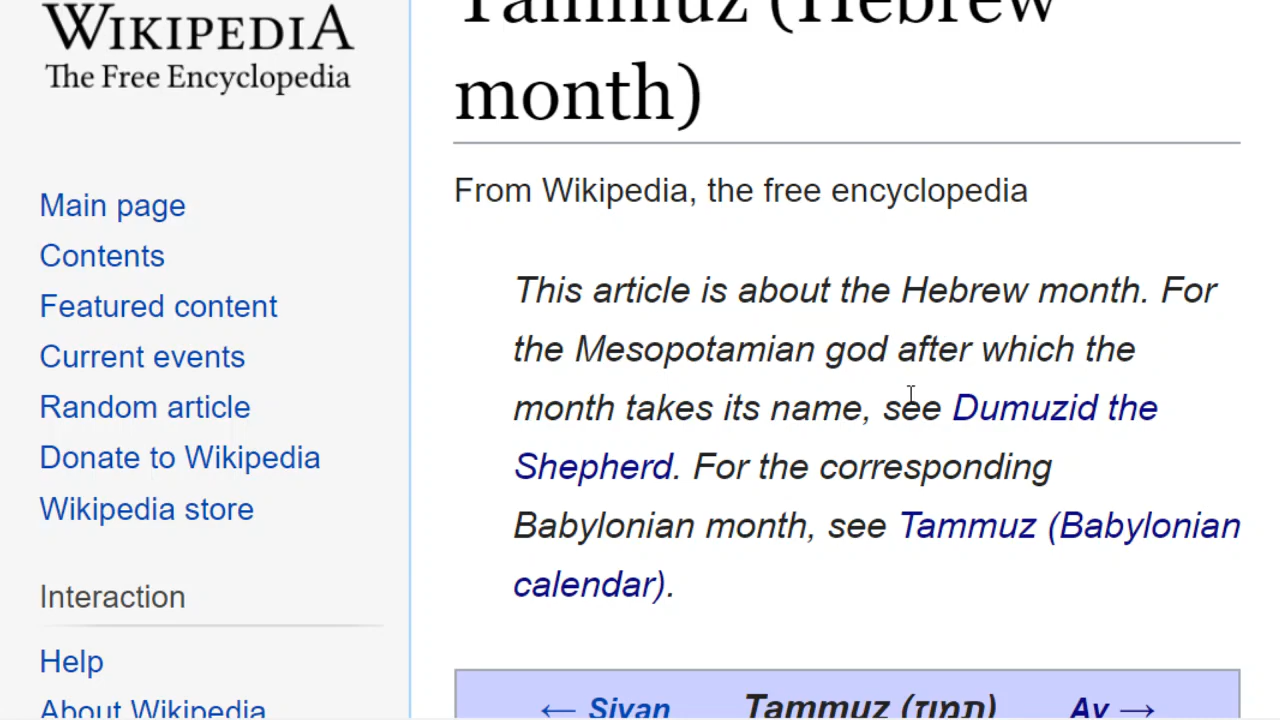 WIKIPEDIA
The Free Encyclopedia
Main page
Contents
Featured content
Current events
Random article
Donate to Wikipedia
Wikipedia store
Interaction
Help
About Wikipedia
Tammuz (Hebrew
month)
From Wikipedia, the free encyclopedia
This article is about the Hebrew month. For
the Mesopotamian god after which the
month takes its name, see Dumuzid the
Shepherd. For the corresponding
Babylonian month, see Tammuz (Babylonian
calendar).
← Sivan Tammuz (תמוז) Av →